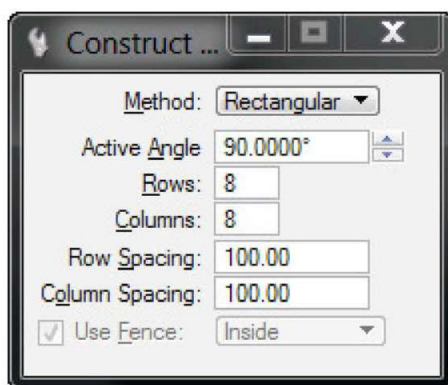 Construct ...
Method: Rectangular
Active Angle 90.0000°
Rows: 8
Columns: 8
Row Spacing: 100.00
Column Spacing: 100.00
Use Fence: Inside